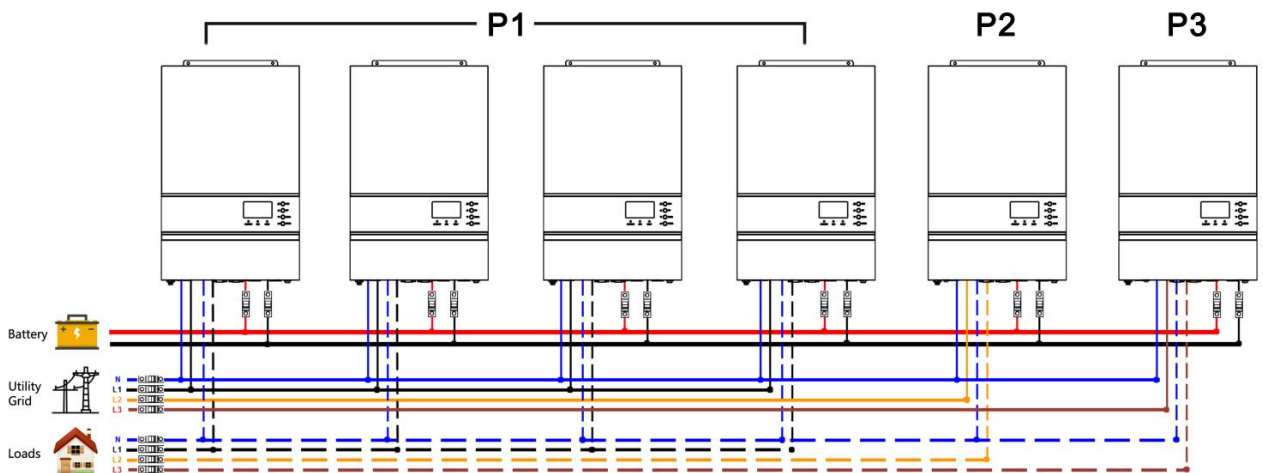 P1 P2 P3
Battery
Utility
Grid
N
L1
L2
L3
Loads
N
L1
L2
L3